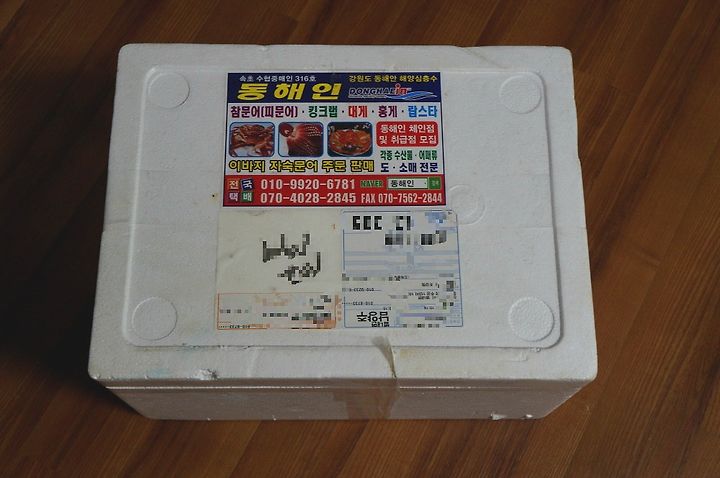 속초 수협중매인 316호
강원도 동해안 해양심층수
동해인 DONGHAEin
참문어(피문어) · 킹크랩 · 대게 · 홍게 · 랍스타
동해인 체인점
및 취급점 모집
각종 수산물 · 어패류
이바지 자숙문어 주문 판매 도 · 소매 전문
전국 010-9920-6781 NAVER 동해인
택배 070-4028-2845 FAX 070-7562-2844
남양주